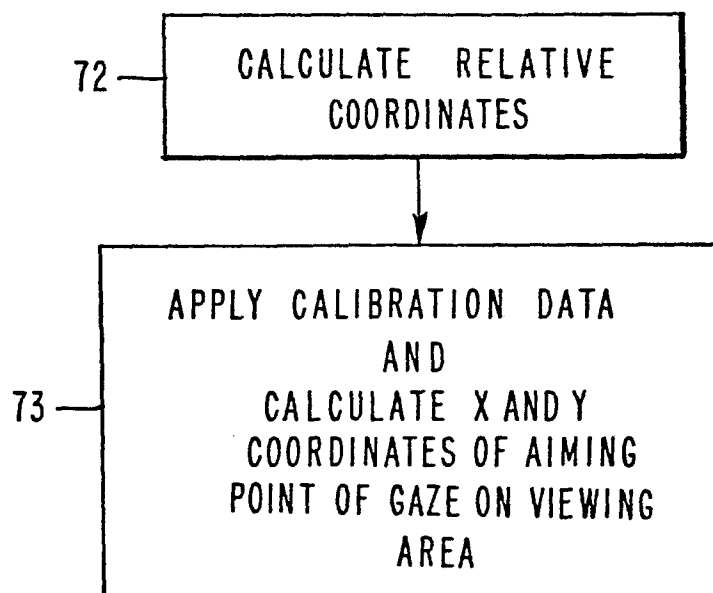 72
CALCULATE RELATIVE
COORDINATES
73
APPLY CALIBRATION DATA
AND
CALCULATE X AND Y
COORDINATES OF AIMING
POINT OF GAZE ON VIEWING
AREA